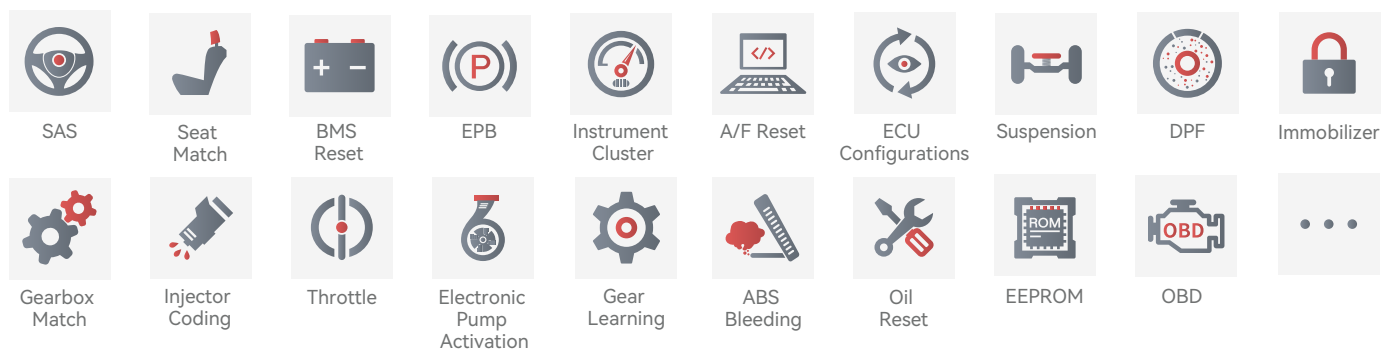 P
</>
SAS
Seat
Match
BMS
Reset
EPB
Instrument
Cluster
A/F Reset
ECU
Configurations
Suspension
DPF
Immobilizer
ROM
OBD
Gearbox
Match
Injector
Coding
Throttle
Electronic
Pump
Activation
Gear
Learning
ABS
Bleeding
Oil
Reset
EEPROM
OBD